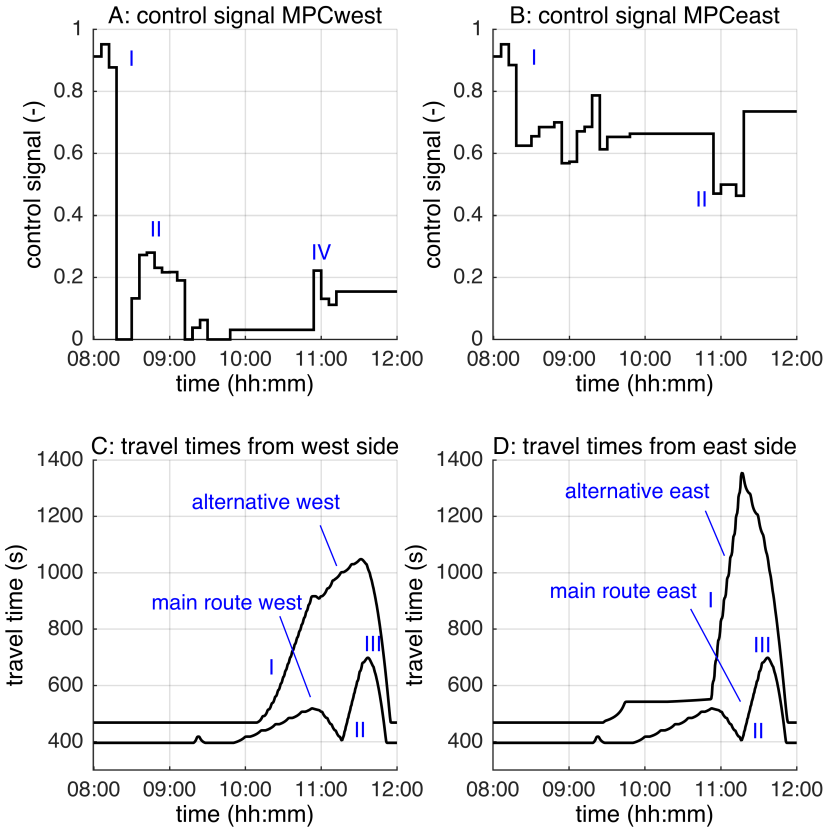 A: control signal MPCwest
control signal (-)
1
0.8
0.6
0.4
0.2
0
I
II
IV
08:00 09:00 10:00 11:00 12:00
time (hh:mm)
B: control signal MPCeast
control signal (-)
1
0.8
0.6
0.4
0.2
0
I
II
08:00 09:00 10:00 11:00 12:00
time (hh:mm)
C: travel times from west side
travel time (s)
1400
1200
1000
800
600
400
alternative west
main route west
I
III
II
08:00 09:00 10:00 11:00 12:00
time (hh:mm)
D: travel times from east side
travel time (s)
1400
1200
1000
800
600
400
alternative east
main route east
I
III
II
08:00 09:00 10:00 11:00 12:00
time (hh:mm)